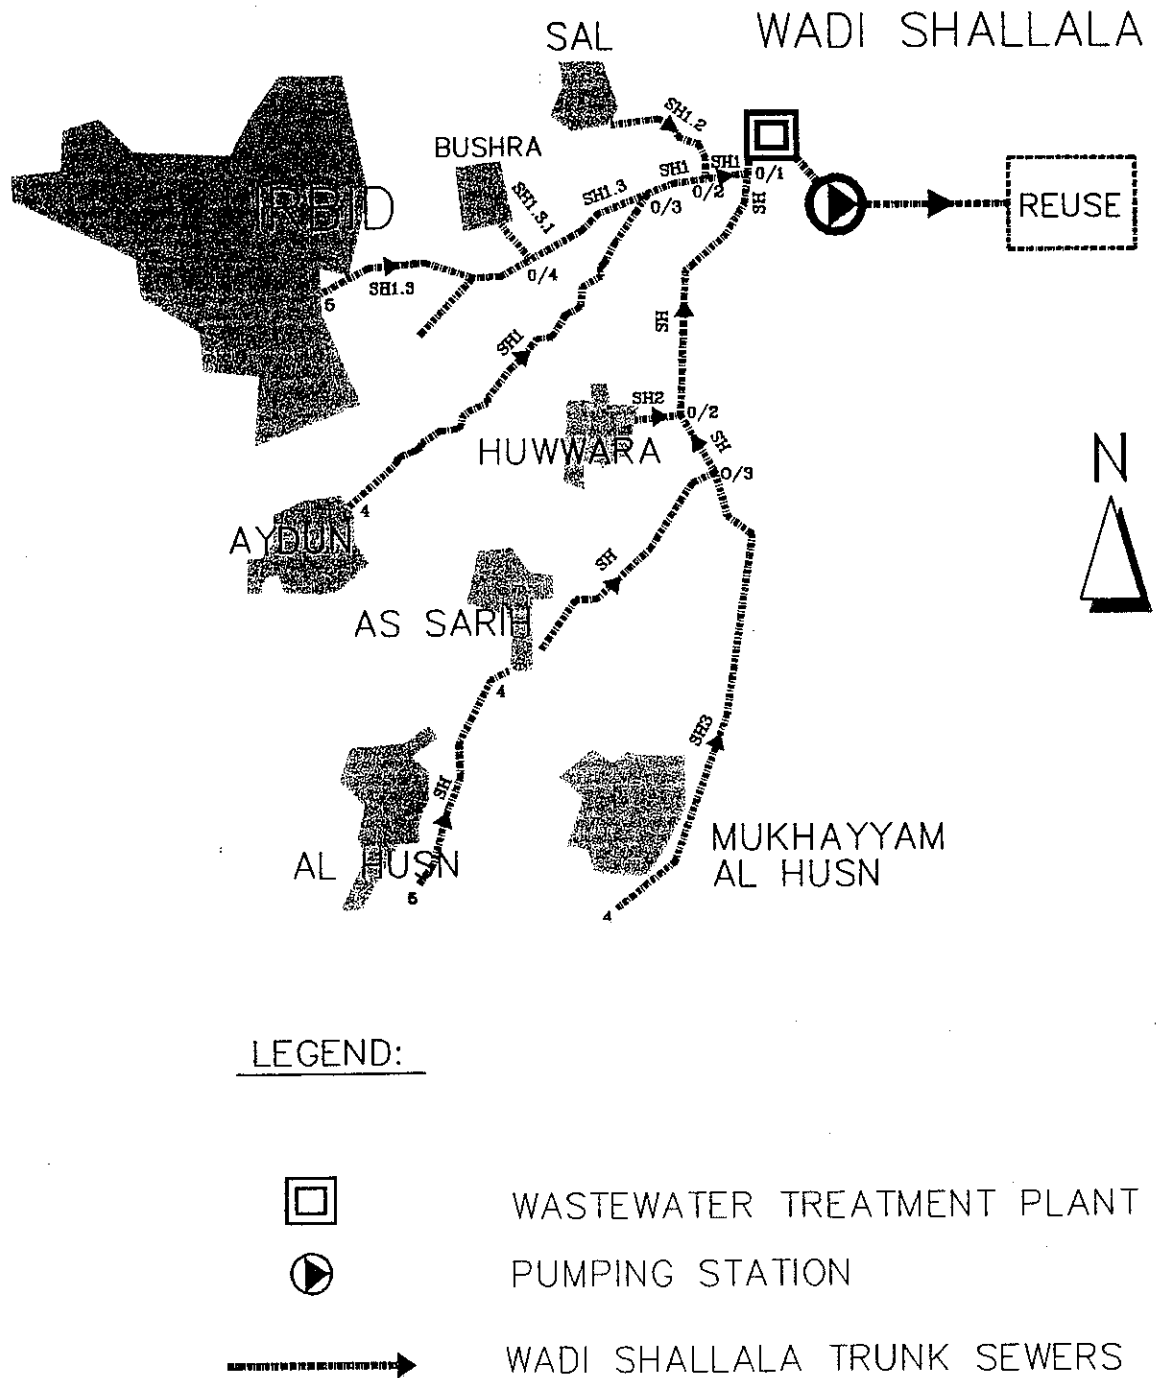 SAL
WADI SHALLALA
SH1.2
BUSHRA
SH1
0/1
IRBID
SH1.3.1
SH1.3
SH1
0/2
SH
0/3
REUSE
0/4
5
SH1.3
SH1
SH
SH2
0/2
HUWWARA
SH
0/3
N
4
AYDUN
SH
AS SARIH
4
SH3
SH
MUKHAYYAM
AL HUSN
AL HUSN
5
4
LEGEND:
WASTEWATER TREATMENT PLANT
PUMPING STATION
WADI SHALLALA TRUNK SEWERS